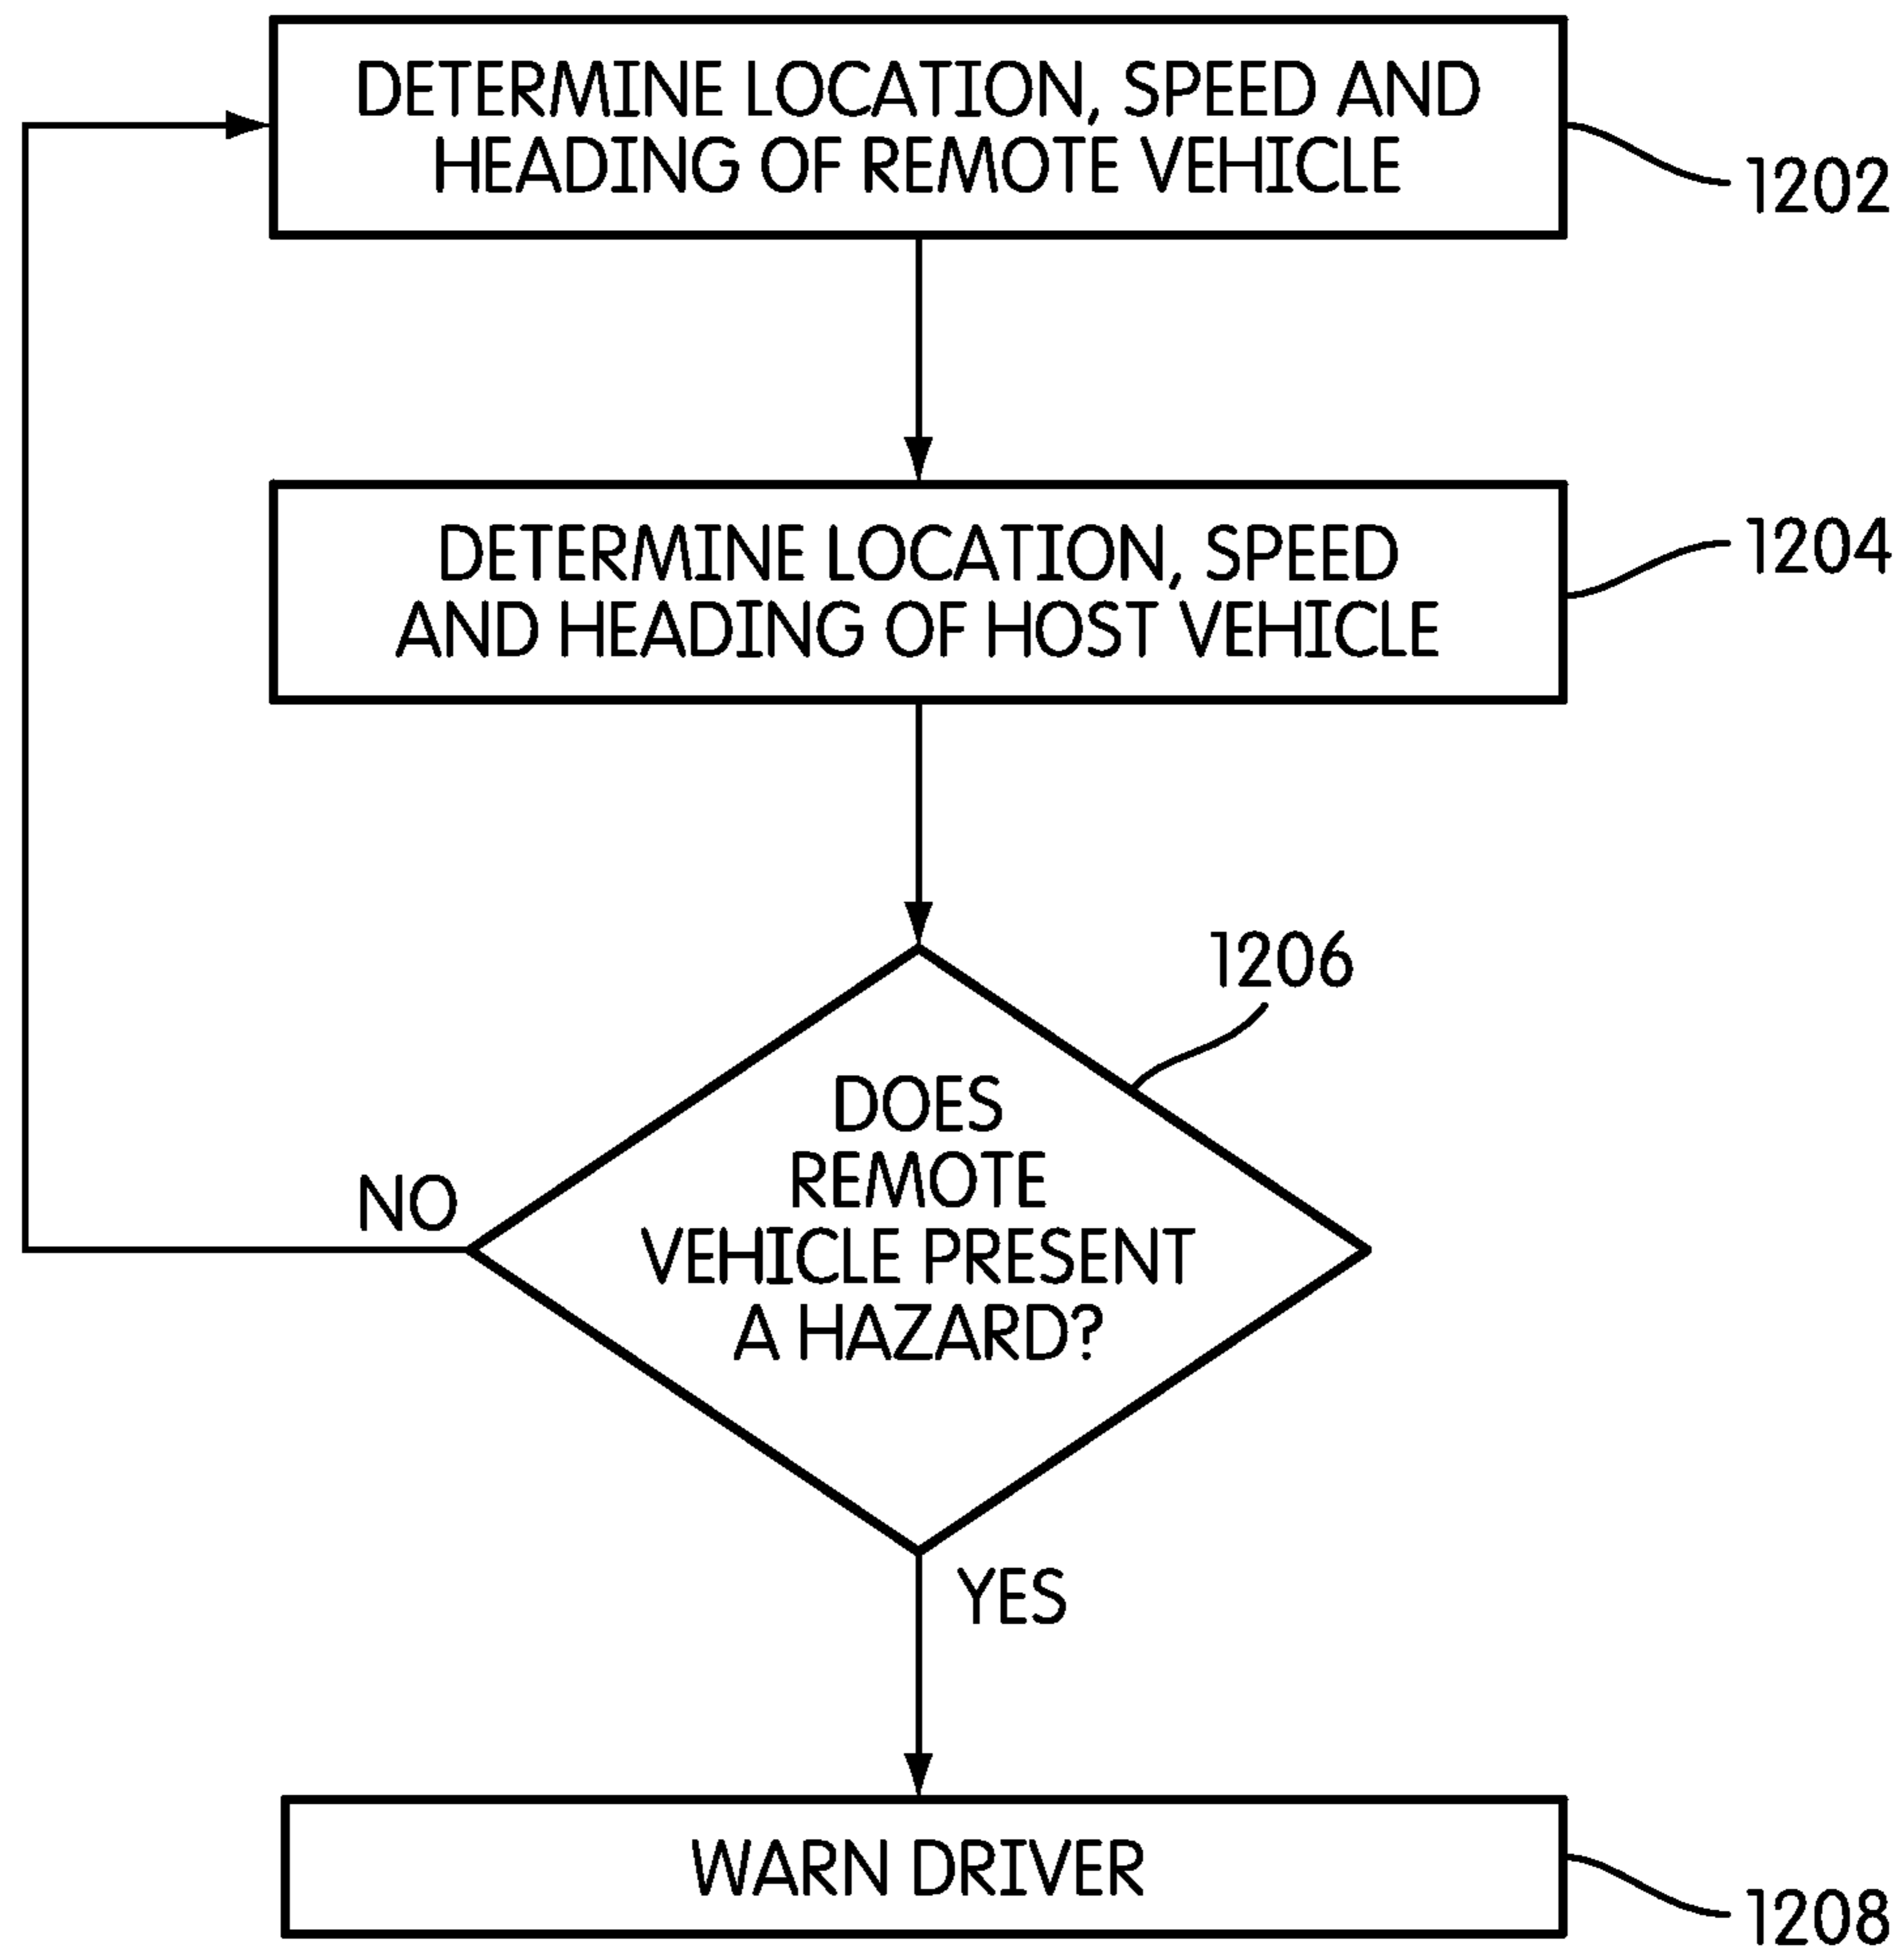 DETERMINE LOCATION, SPEED AND
HEADING OF REMOTE VEHICLE
1202
DETERMINE LOCATION, SPEED
AND HEADING OF HOST VEHICLE
1204
1206
DOES
REMOTE
VEHICLE PRESENT
A HAZARD?
NO
YES
WARN DRIVER
1208